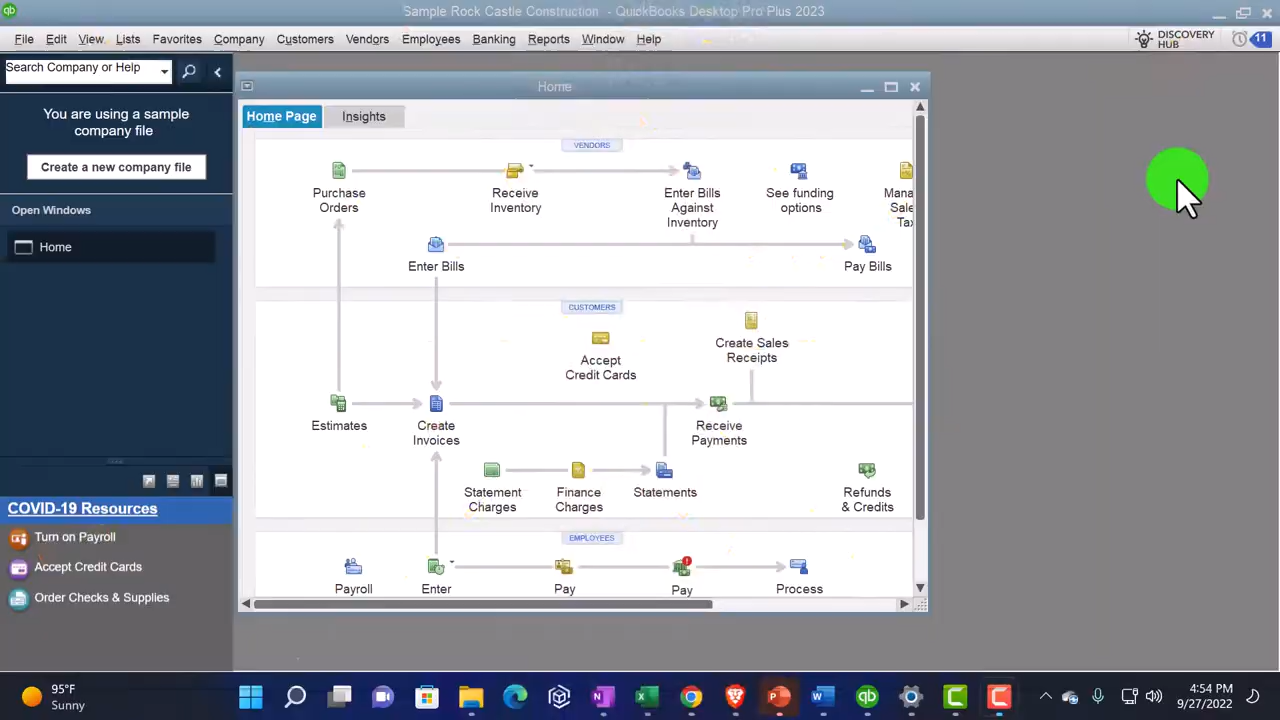 Sample Rock Castle Construction - QuickBooks Desktop Pro Plus 2023
File Edit View Lists Favorites Company Customers Vendors Employees Banking Reports Window Help
DISCOVERY
HUB
11
Search Company or Help
You are using a sample
company file
Create a new company file
Open Windows
Home
COVID-19 Resources
Turn on Payroll
Accept Credit Cards
Order Checks & Supplies
Home
Home Page Insights
VENDORS
Purchase
Orders
Receive
Inventory
Enter Bills
Against
Inventory
See funding
options
Mana
Sale
Tax
Enter Bills
Pay Bills
CUSTOMERS
Accept
Credit Cards
Create Sales
Receipts
Estimates
Create
Invoices
Receive
Payments
Statement
Charges
Finance
Charges
Statements
Refunds
& Credits
EMPLOYEES
Payroll
Enter
Pay
Pay
Process
95°F
Sunny
4:54 PM
9/27/2022